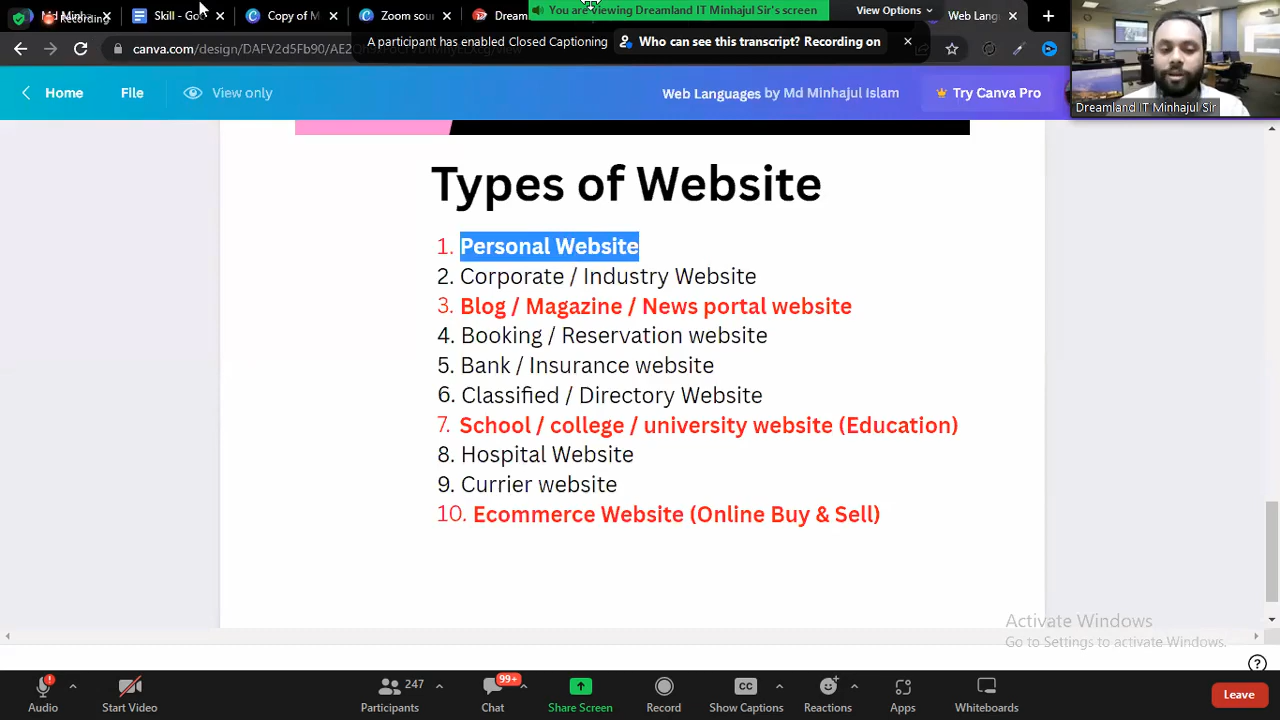 Recording
Skill - Go
Copy of M
Zoom sou
Dream
You are viewing Dreamland IT Minhajul Sir's screen
View Options
Web Lang
canva.com/design/DAFV2d5Fb90/AE2
A participant has enabled Closed Captioning
Who can see this transcript? Recording on
Home
File
View only
Web Languages by Md Minhajul Islam
Try Canva Pro
Dreamland IT Minhajul Sir
Types of Website
1. Personal Website
2. Corporate / Industry Website
3. Blog / Magazine / News portal website
4. Booking / Reservation website
5. Bank / Insurance website
6. Classified / Directory Website
7. School / college / university website (Education)
8. Hospital Website
9. Currier website
10. Ecommerce Website (Online Buy & Sell)
Activate Windows
Go to Settings to activate Windows.
Audio
Start Video
247
Participants
99+
Chat
Share Screen
Record
CC
Show Captions
Reactions
Apps
Whiteboards
Leave